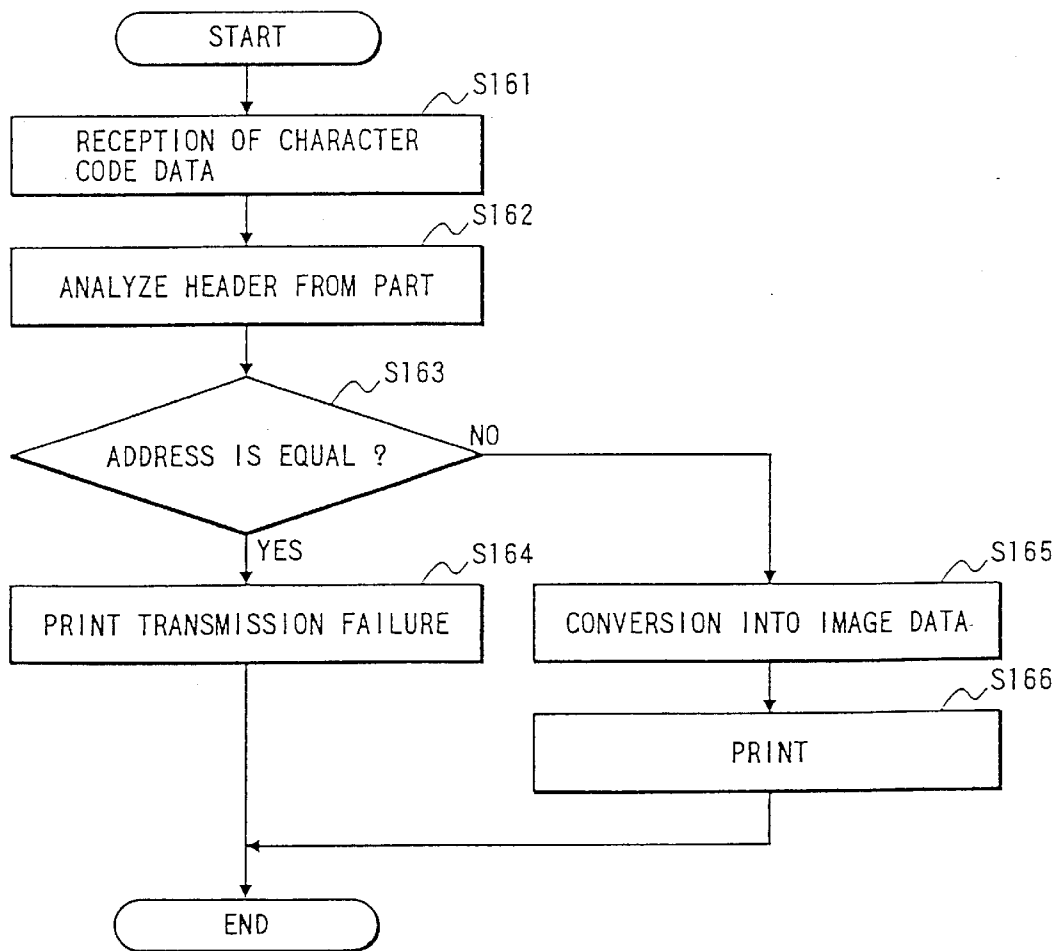 START
S161
RECEPTION OF CHARACTER
CODE DATA
S162
ANALYZE HEADER FROM PART
S163
ADDRESS IS EQUAL ?
NO
YES
S164
PRINT TRANSMISSION FAILURE
S165
CONVERSION INTO IMAGE DATA
S166
PRINT
END